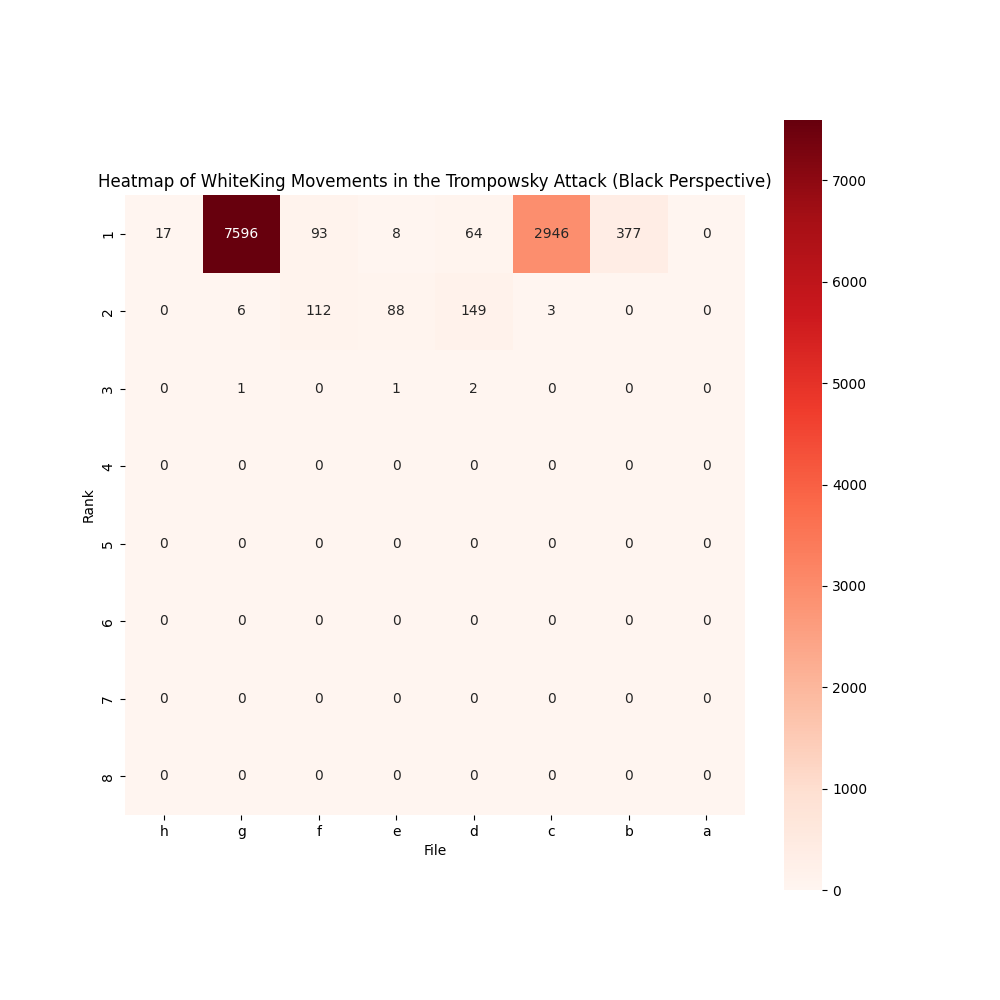 Heatmap of WhiteKing Movements in the Trompowsky Attack (Black Perspective)
1 17 7596 93 8 64 2946 377 0
2 0 6 112 88 149 3 0 0
3 0 1 0 1 2 0 0 0
4 0 0 0 0 0 0 0 0
5 0 0 0 0 0 0 0 0
6 0 0 0 0 0 0 0 0
7 0 0 0 0 0 0 0 0
8 0 0 0 0 0 0 0 0
h g f e d c b a
File
Rank
7000
6000
5000
4000
3000
2000
1000
0